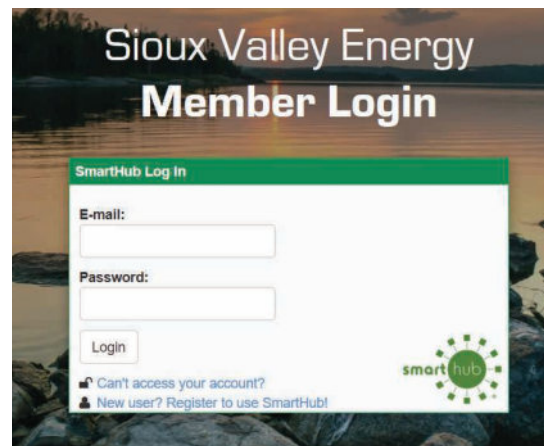 Sioux Valley Energy
Member Login
SmartHub Log In
E-mail:
Password:
Login
Can't access your account?
New user? Register to use SmartHub!
smart hub